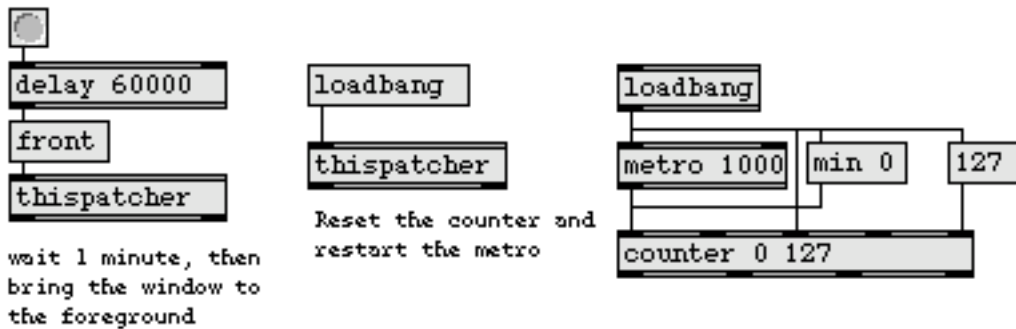 delay 60000
front
thispatcher
wait 1 minute, then
bring the window to
the foreground
loadbang
thispatcher
Reset the counter and
restart the metro
loadbang
metro 1000
min 0
127
counter 0 127